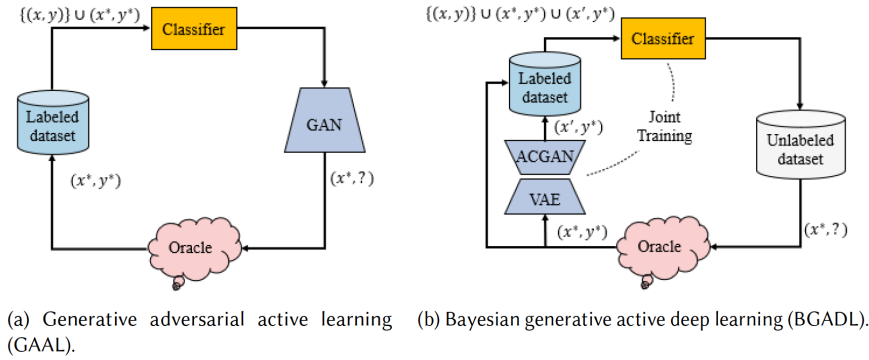 {(x, y)} ∪ (x*, y*)
Classifier
Labeled
dataset
GAN
(x*, y*)
(x*, ?)
Oracle
(a) Generative adversarial active learning
(GAAL).
{(x, y)} ∪ (x*, y*) ∪ (x′, y*)
Classifier
Labeled
dataset
(x′, y*)
Joint
Training
Unlabeled
dataset
ACGAN
VAE
(x*, y*)
(x*, ?)
Oracle
(b) Bayesian generative active deep learning (BGADL).